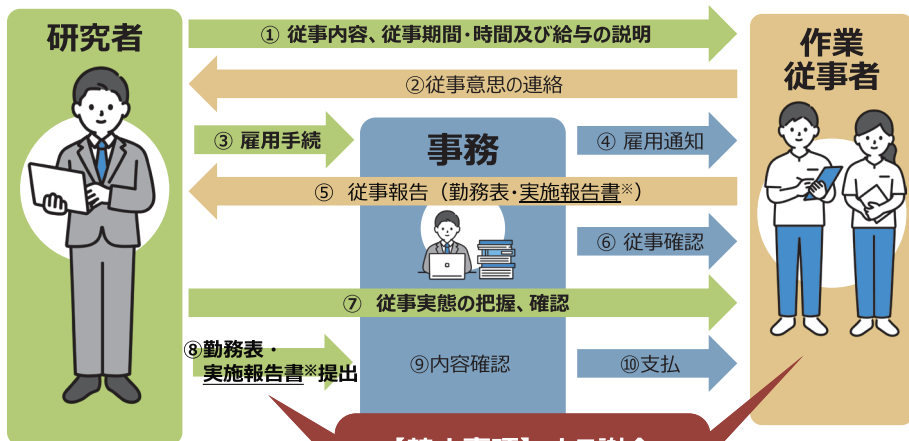 研究者
① 従事内容、従事期間・時間及び給与の説明
作業
従事者
②従事意思の連絡
③ 雇用手続
事務
④ 雇用通知
⑤ 従事報告（勤務表・実施報告書※）
⑥ 従事確認
⑦ 従事実態の把握、確認
⑧勤務表・
実施報告書※提出
⑨内容確認
⑩支払